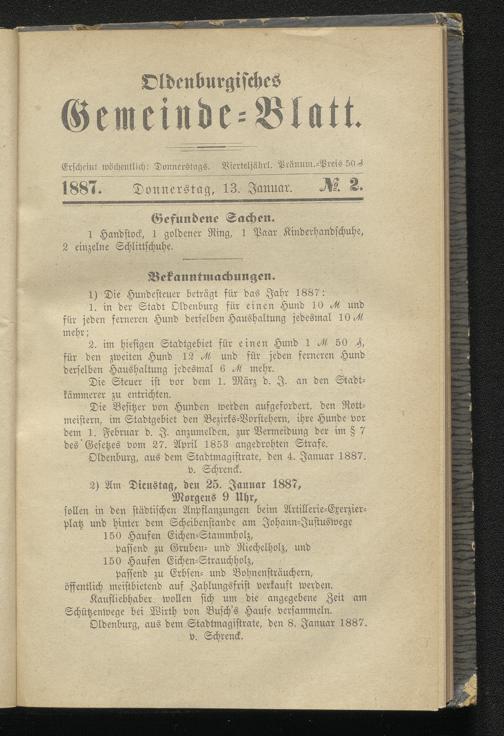 Oldenburgisches
Gemeinde=Blatt.
Erscheint wöchentlich: Donnerstags. Vierteljährl. Pränum.=Preis 50 ₰
1887. Donnerstag, 13. Januar. № 2.
Gefundene Sachen.
1 Handstock, 1 goldener Ring, 1 Paar Kinderhandschuhe,
2 einzelne Schlittschuhe.
Bekanntmachungen.
1) Die Hundesteuer beträgt für das Jahr 1887:
1. in der Stadt Oldenburg für einen Hund 10 ℳ und
für jeden ferneren Hund derselben Haushaltung jedesmal 10 ℳ
mehr;
2. im hiesigen Stadtgebiet für einen Hund 1 ℳ 50 ₰,
für den zweiten Hund 12 ℳ und für jeden ferneren Hund
derselben Haushaltung jedesmal 6 ℳ mehr.
Die Steuer ist vor dem 1. März d. J. an den Stadt=
kämmerer zu entrichten.
Die Besitzer von Hunden werden aufgefordert, den Rott=
meistern, im Stadtgebiet den Bezirks=Vorstehern, ihre Hunde vor
dem 1. Februar d. J. anzumelden, zur Vermeidung der im § 7
des Gesetzes vom 27. April 1853 angedrohten Strafe.
Oldenburg, aus dem Stadtmagistrate, den 4. Januar 1887.
v. Schrenck.
2) Am Dienstag, den 25. Januar 1887,
Morgens 9 Uhr,
sollen in den städtischen Anpflanzungen beim Artillerie=Exerzier=
platz und hinter dem Scheibenstande am Johann=Justuswege
150 Haufen Eichen=Stammholz,
passend zu Gruben= und Riechelholz, und
150 Haufen Eichen=Strauchholz,
passend zu Erbsen= und Bohnensträuchern,
öffentlich meistbietend auf Zahlungsfrist verkauft werden.
Kaufliebhaber wollen sich um die angegebene Zeit am
Schützenwege bei Wirth von Busch's Hause versammeln.
Oldenburg, aus dem Stadtmagistrate, den 8. Januar 1887.
v. Schrenck.